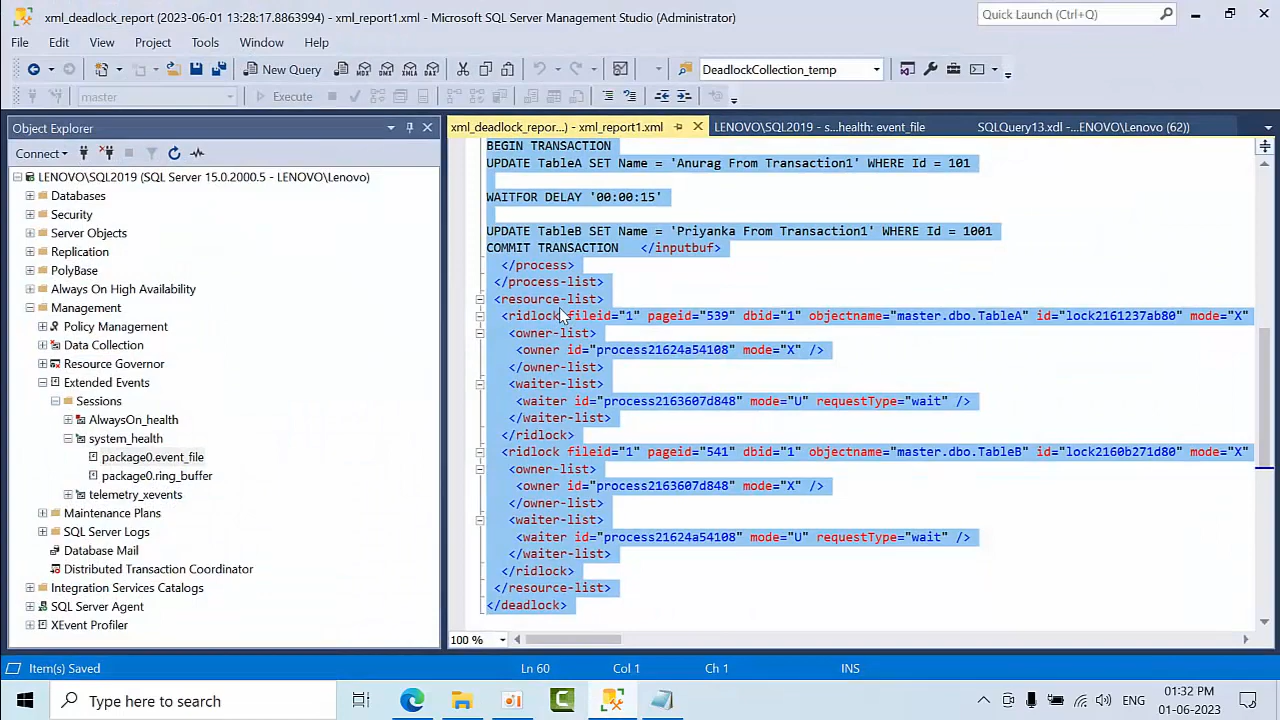 xml_deadlock_report (2023-06-01 13:28:17.8863994) - xml_report1.xml - Microsoft SQL Server Management Studio (Administrator)
Quick Launch (Ctrl+Q)
File Edit View Project Tools Window Help
New Query
MDX DMX XMLA DAX
DeadlockCollection_temp
master
Execute
Object Explorer
xml_deadlock_repor...) - xml_report1.xml
LENOVO\SQL2019 - s...health: event_file
SQLQuery13.xdl -...ENOVO\Lenovo (62))
Connect
LENOVO\SQL2019 (SQL Server 15.0.2000.5 - LENOVO\Lenovo)
Databases
Security
Server Objects
Replication
PolyBase
Always On High Availability
Management
Policy Management
Data Collection
Resource Governor
Extended Events
Sessions
AlwaysOn_health
system_health
package0.event_file
package0.ring_buffer
telemetry_xevents
Maintenance Plans
SQL Server Logs
Database Mail
Distributed Transaction Coordinator
Integration Services Catalogs
SQL Server Agent
XEvent Profiler
BEGIN TRANSACTION
UPDATE TableA SET Name = 'Anurag From Transaction1' WHERE Id = 101
WAITFOR DELAY '00:00:15'
UPDATE TableB SET Name = 'Priyanka From Transaction1' WHERE Id = 1001
COMMIT TRANSACTION </inputbuf>
</process>
</process-list>
<resource-list>
<ridlock fileid="1" pageid="539" dbid="1" objectname="master.dbo.TableA" id="lock2161237ab80" mode="X"
<owner-list>
<owner id="process21624a54108" mode="X" />
</owner-list>
<waiter-list>
<waiter id="process2163607d848" mode="U" requestType="wait" />
</waiter-list>
</ridlock>
<ridlock fileid="1" pageid="541" dbid="1" objectname="master.dbo.TableB" id="lock2160b271d80" mode="X"
<owner-list>
<owner id="process2163607d848" mode="X" />
</owner-list>
<waiter-list>
<waiter id="process21624a54108" mode="U" requestType="wait" />
</waiter-list>
</ridlock>
</resource-list>
</deadlock>
100 %
Item(s) Saved
Ln 60
Col 1
Ch 1
INS
Type here to search
ENG
01:32 PM
01-06-2023